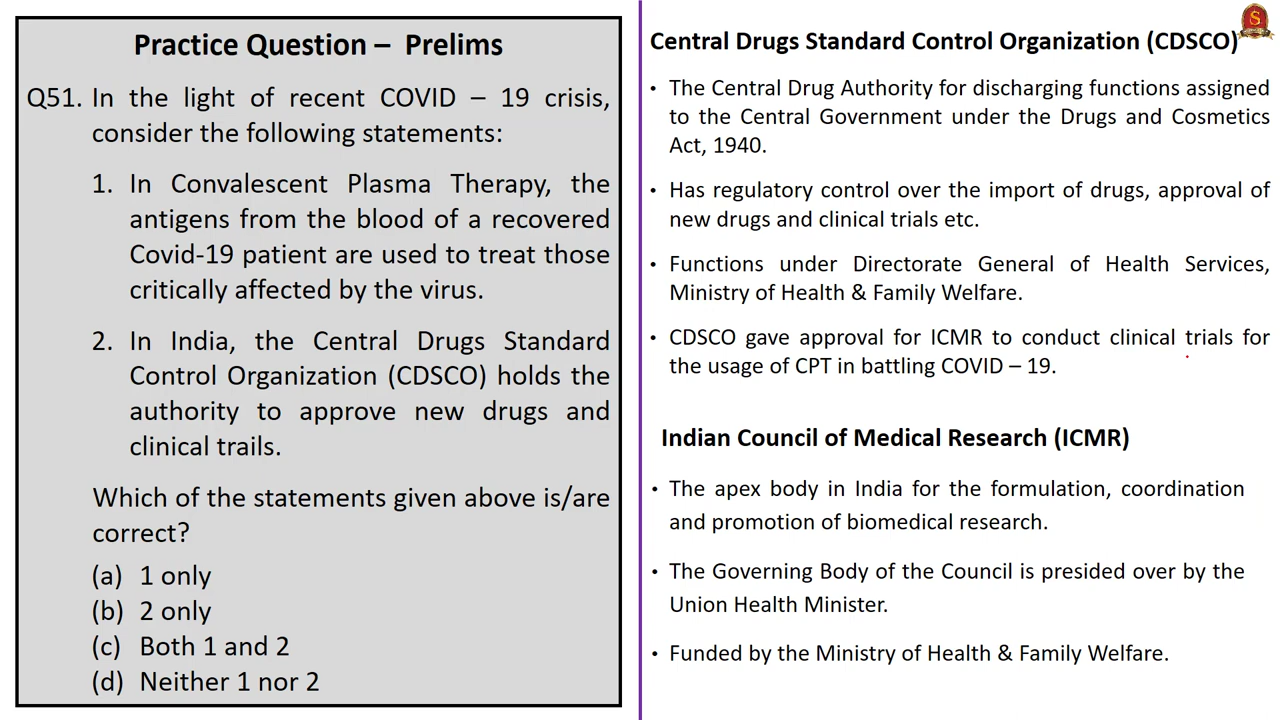 Practice Question – Prelims
Q51. In the light of recent COVID – 19 crisis,
consider the following statements:
1. In Convalescent Plasma Therapy, the
antigens from the blood of a recovered
Covid-19 patient are used to treat those
critically affected by the virus.
2. In India, the Central Drugs Standard
Control Organization (CDSCO) holds the
authority to approve new drugs and
clinical trails.
Which of the statements given above is/are
correct?
(a) 1 only
(b) 2 only
(c) Both 1 and 2
(d) Neither 1 nor 2
Central Drugs Standard Control Organization (CDSCO)
• The Central Drug Authority for discharging functions assigned
to the Central Government under the Drugs and Cosmetics
Act, 1940.
• Has regulatory control over the import of drugs, approval of
new drugs and clinical trials etc.
• Functions under Directorate General of Health Services,
Ministry of Health & Family Welfare.
• CDSCO gave approval for ICMR to conduct clinical trials for
the usage of CPT in battling COVID – 19.
Indian Council of Medical Research (ICMR)
• The apex body in India for the formulation, coordination
and promotion of biomedical research.
• The Governing Body of the Council is presided over by the
Union Health Minister.
• Funded by the Ministry of Health & Family Welfare.
S